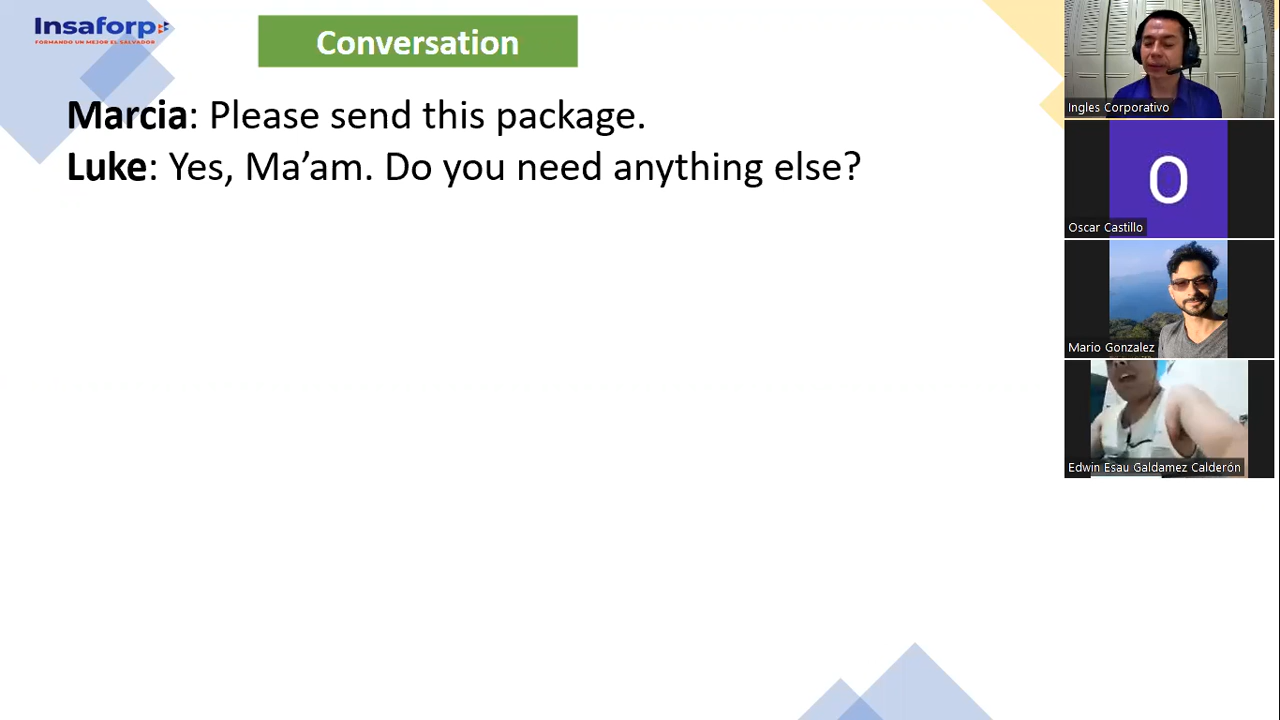 Insaforp
FORMANDO UN MEJOR EL SALVADOR
Conversation
Marcia: Please send this package.
Luke: Yes, Ma’am. Do you need anything else?
Ingles Corporativo
O
Oscar Castillo
Mario Gonzalez
Edwin Esau Galdamez Calderón